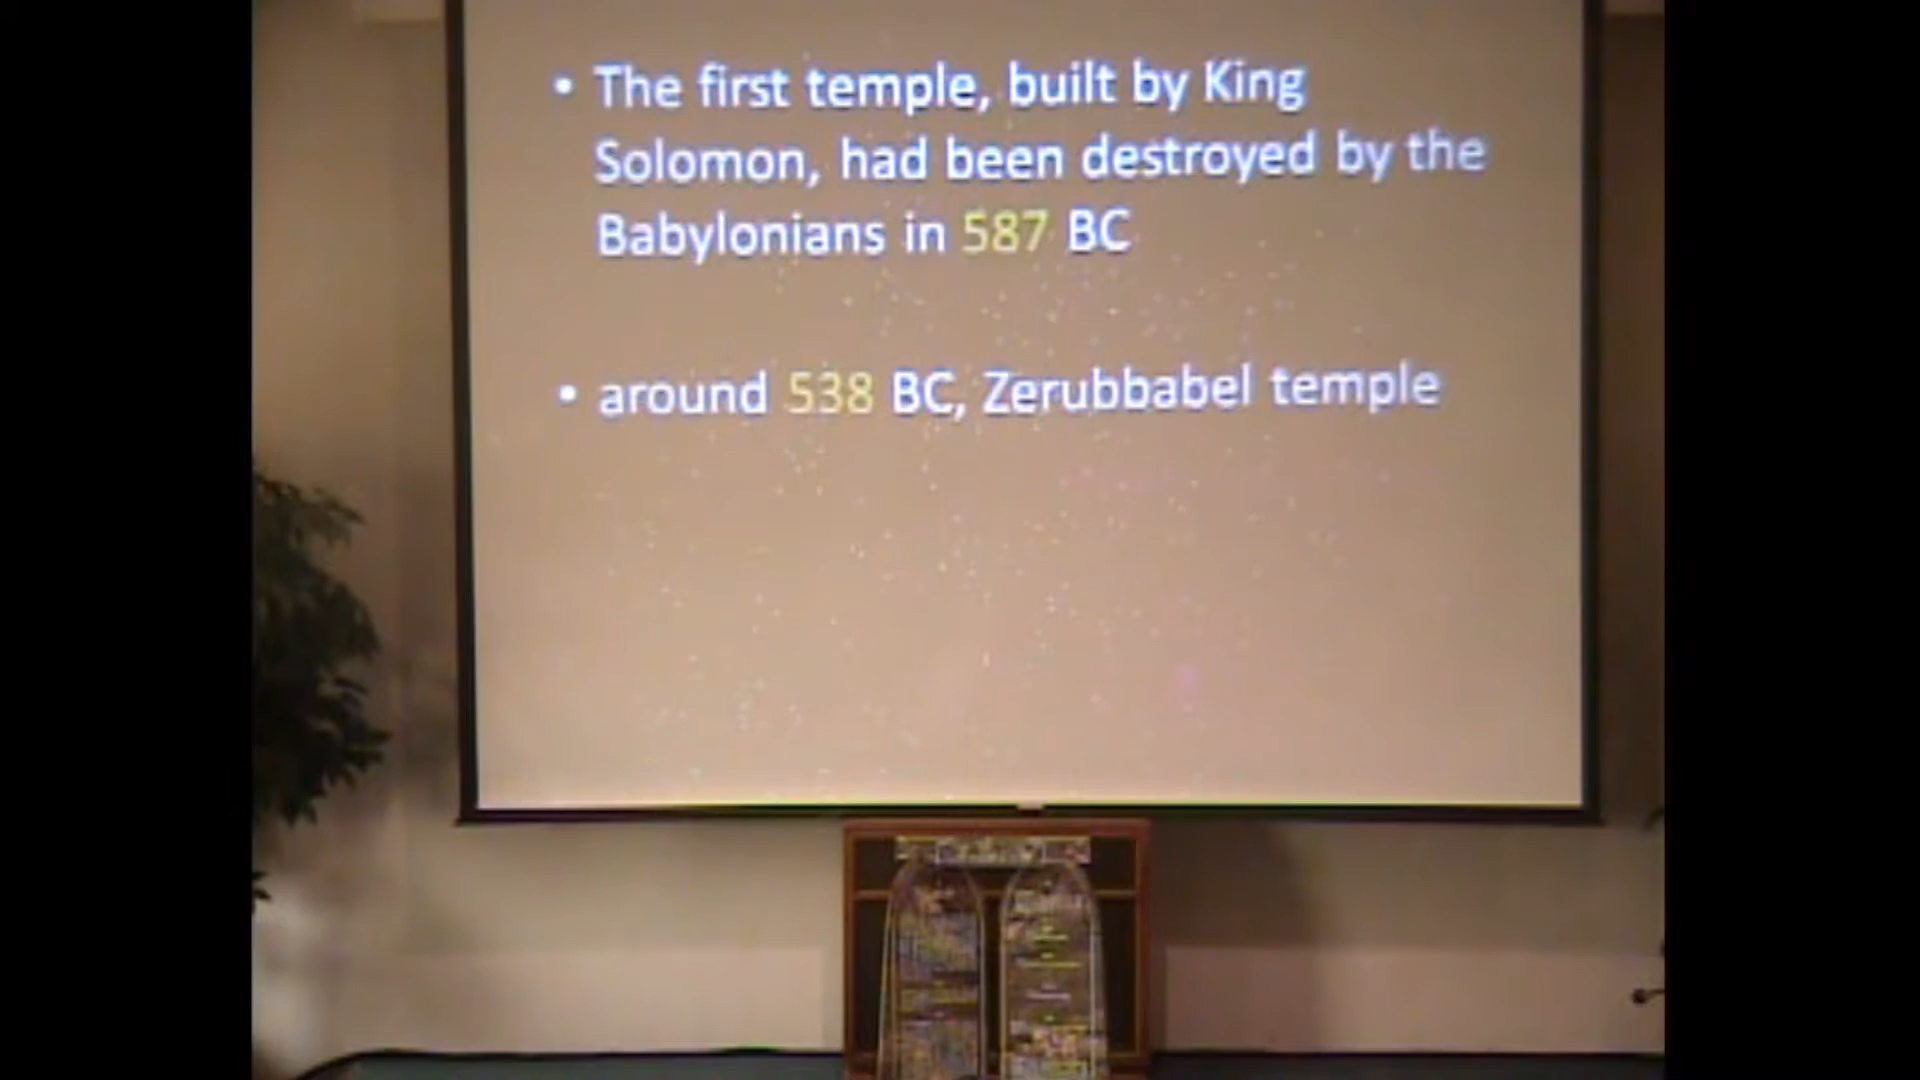 • The first temple, built by King
Solomon, had been destroyed by the
Babylonians in 587 BC
• around 538 BC, Zerubbabel temple